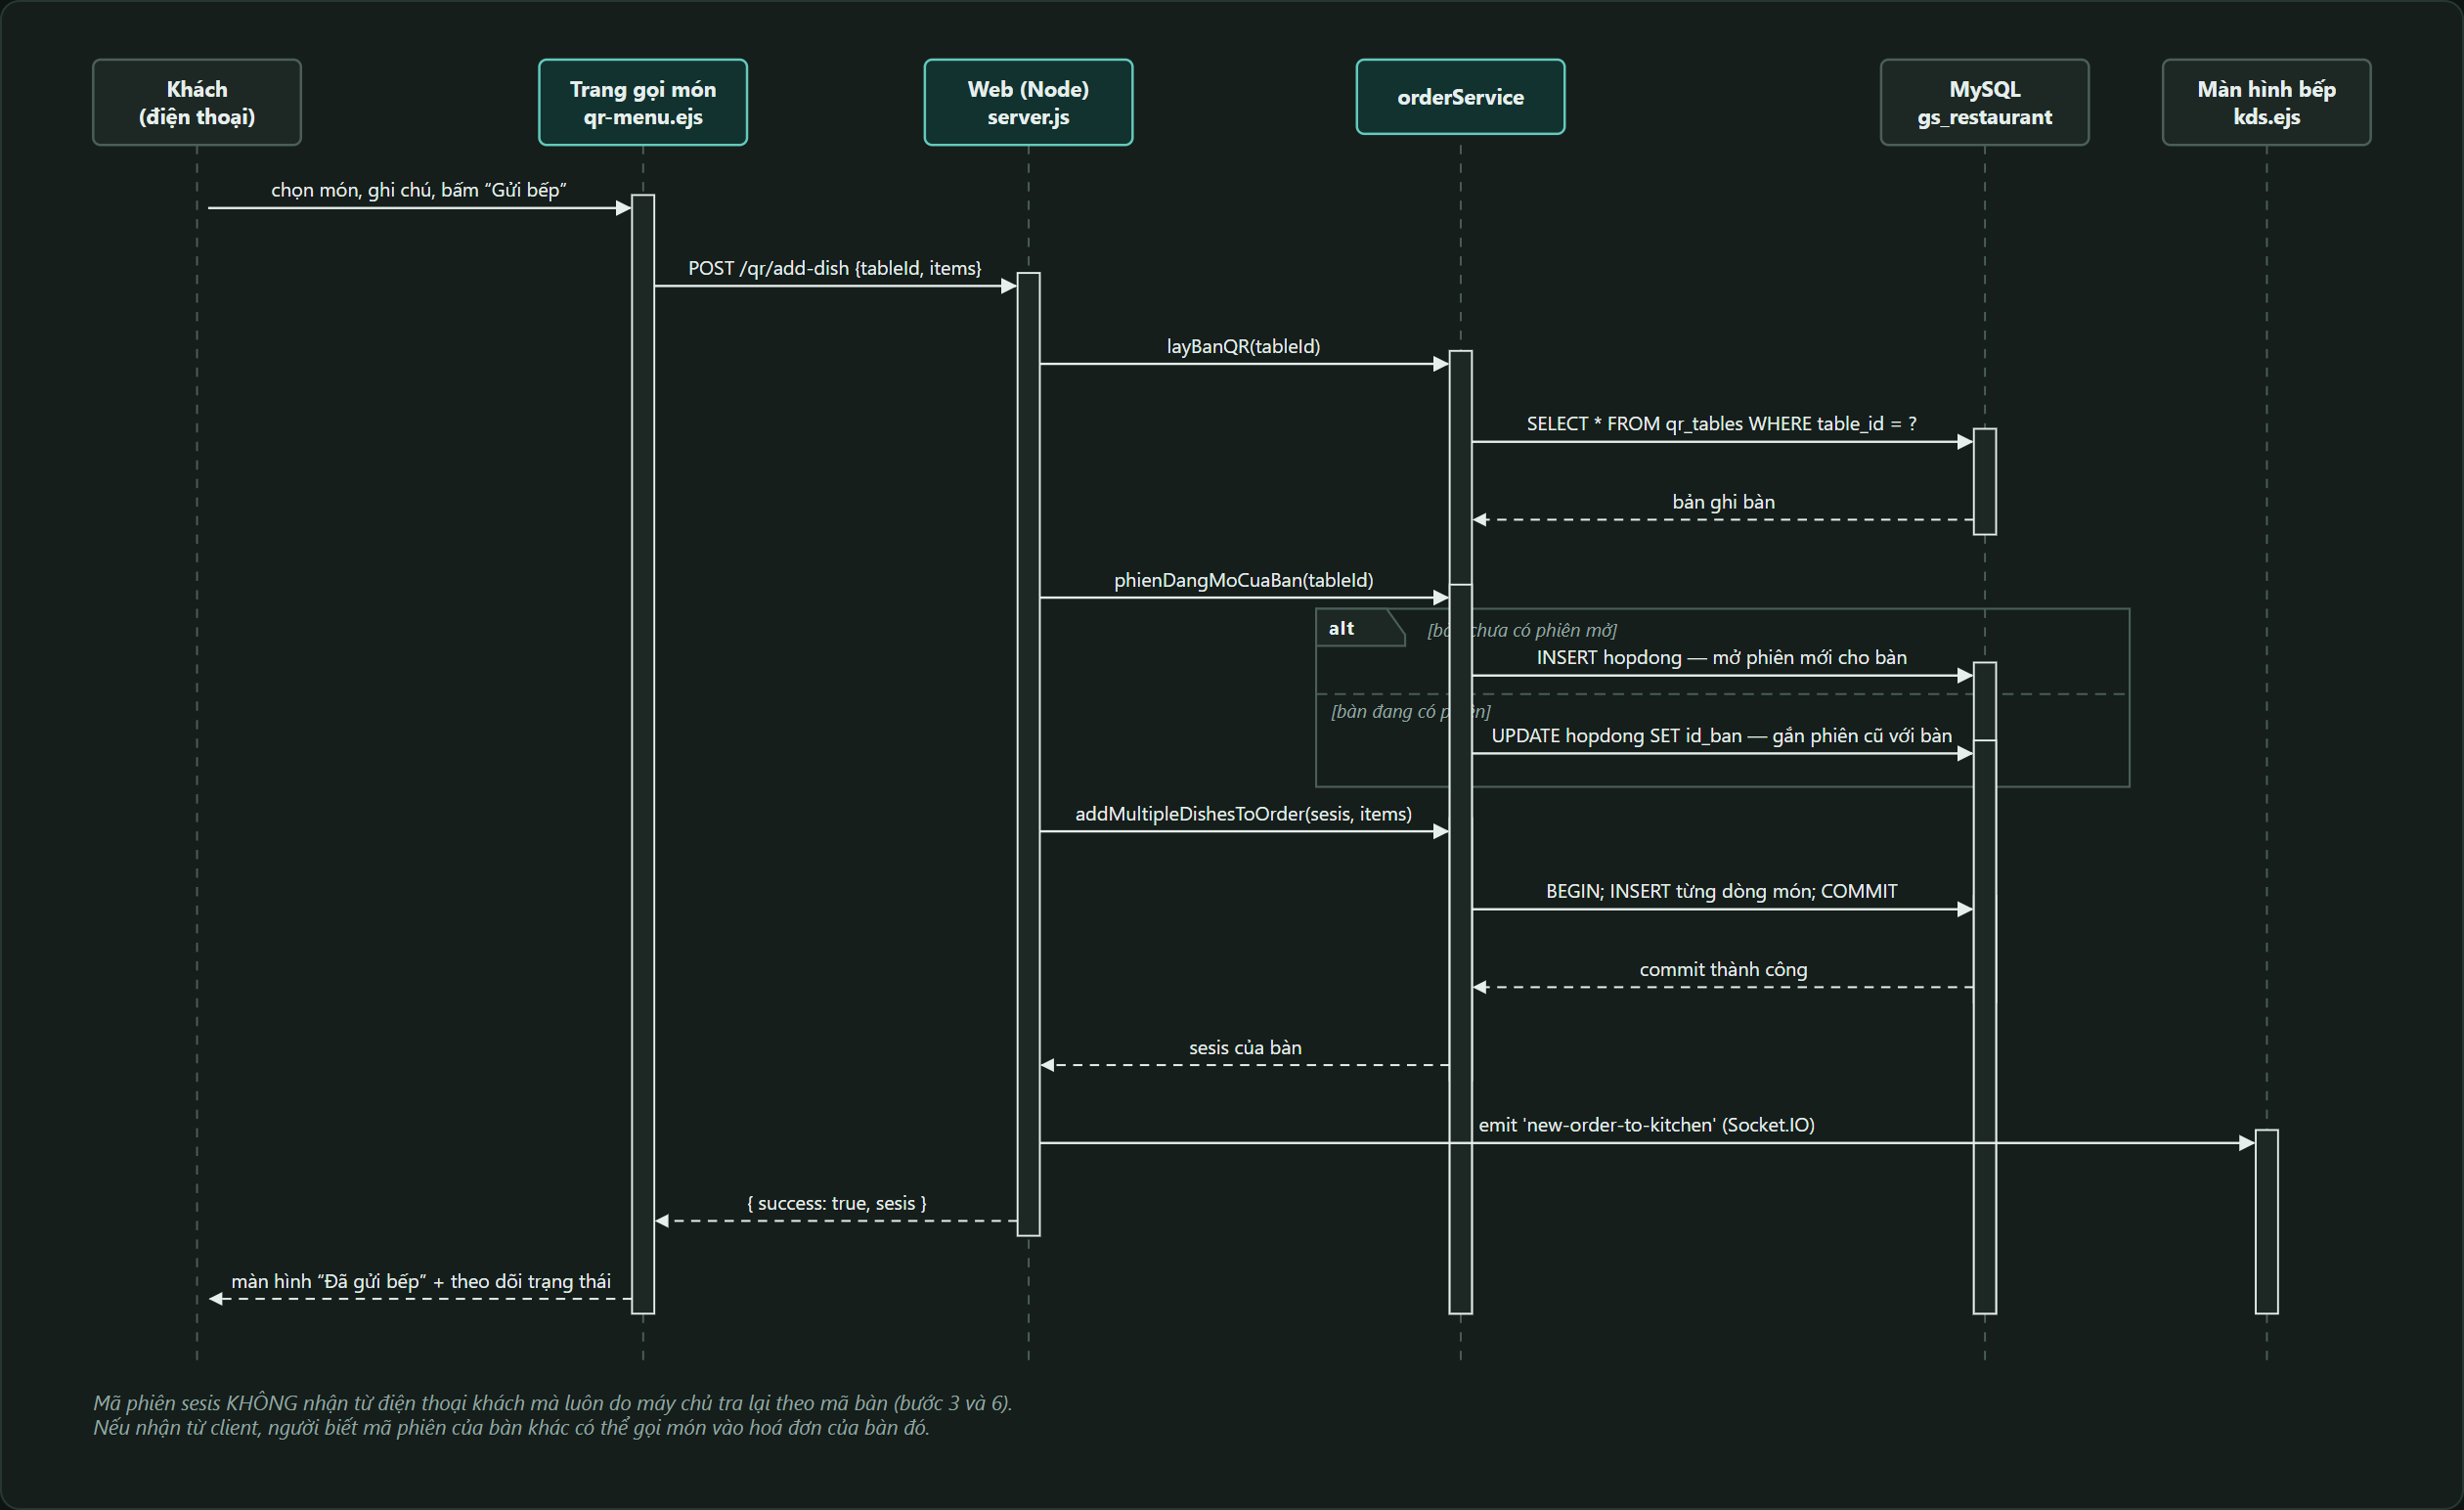 Khách
(điện thoại)
Trang gọi món
qr-menu.ejs
Web (Node)
server.js
orderService
MySQL
gs_restaurant
Màn hình bếp
kds.ejs
chọn món, ghi chú, bấm “Gửi bếp”
POST /qr/add-dish {tableId, items}
layBanQR(tableId)
SELECT * FROM qr_tables WHERE table_id = ?
bản ghi bàn
phienDangMoCuaBan(tableId)
alt
chưa có phiên mở]
INSERT hopdong — mở phiên mới cho bàn
[bàn đang có
UPDATE hopdong SET id_ban — gắn phiên cũ với bàn
addMultipleDishesToOrder(sesis, items)
BEGIN; INSERT từng dòng món; COMMIT
commit thành công
sesis của bàn
emit 'new-order-to-kitchen' (Socket.IO)
{ success: true, sesis }
màn hình “Đã gửi bếp” + theo dõi trạng thái
Mã phiên sesis KHÔNG nhận từ điện thoại khách mà luôn do máy chủ tra lại theo mã bàn (bước 3 và 6).
Nếu nhận từ client, người biết mã phiên của bàn khác có thể gọi món vào hoá đơn của bàn đó.